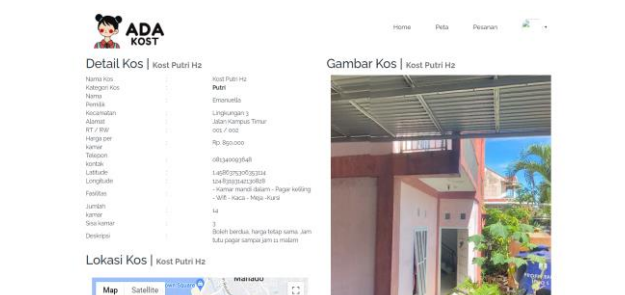 ADA
KOST
Home
Peta
Pesanan
Detail Kos | Kost Putri H2
Nama Kos : Kost Putri H2
Kategori Kos : Putri
Nama Pemilik : Emanuella
Kecamatan : Lingkungan 3
Alamat : Jalan Kampus Timur
RT / RW : 001 / 002
Harga per kamar : Rp. 850.000
Telepon kontak :
Latitude :
Longitude :
Fasilitas : - Kamar mandi dalam - Pagar keliling
- Wifi - Kaca - Meja -Kursi
Jumlah kamar : 14
Sisa kamar : 3
Deskripsi : Boleh berdua, harga tetap sama. Jam
tutu pagar sampai jam 11 malam
Gambar Kos | Kost Putri H2
Lokasi Kos | Kost Putri H2
Map
Satellite
Manado